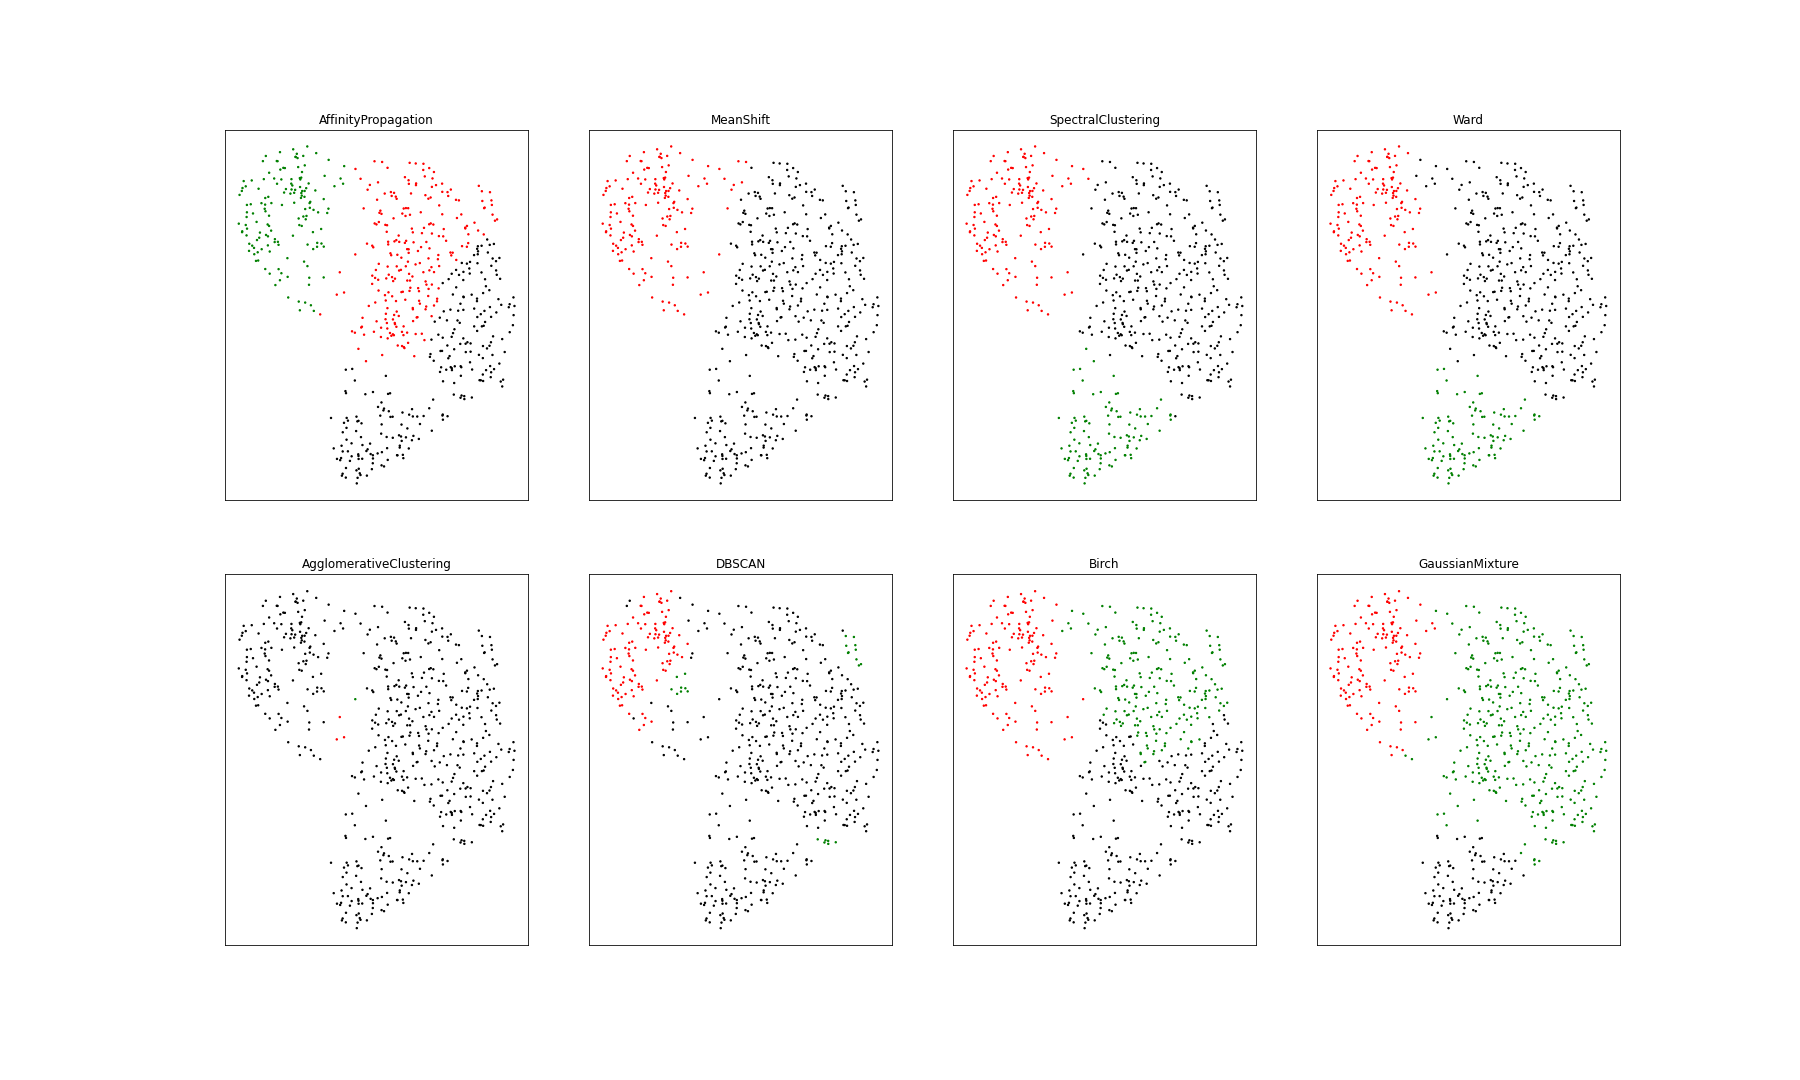 AffinityPropagation
MeanShift
SpectralClustering
Ward
AgglomerativeClustering
DBSCAN
Birch
GaussianMixture